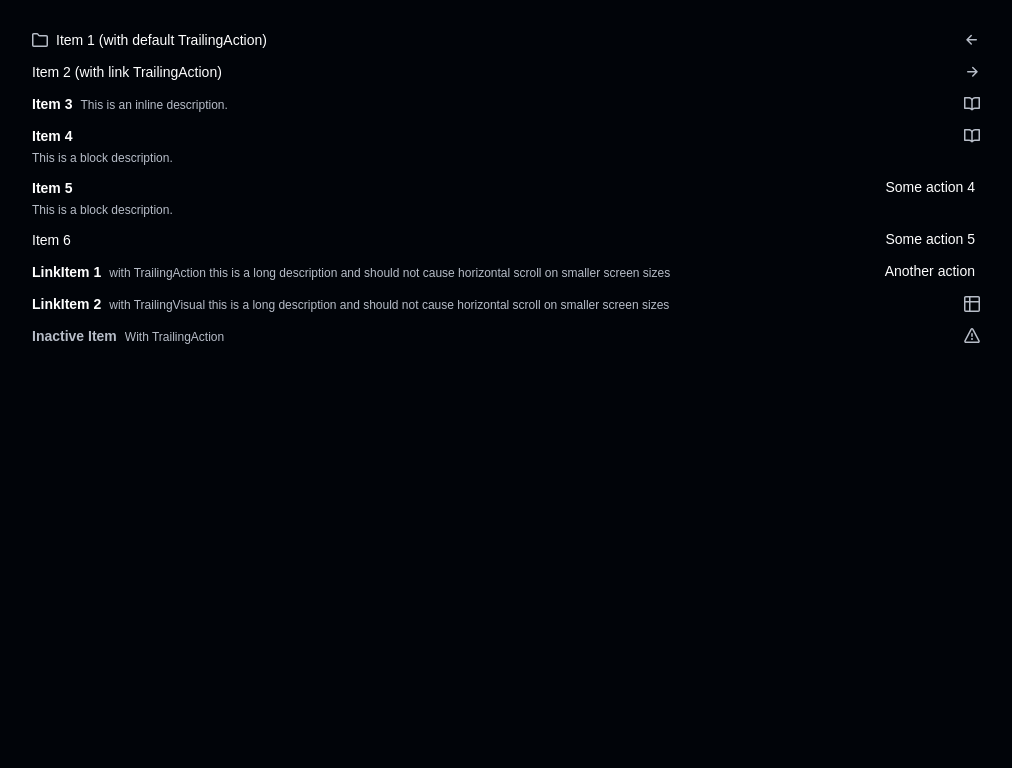 Item 1 (with default TrailingAction)
Item 2 (with link TrailingAction)
Item 3 This is an inline description.
Item 4
This is a block description.
Item 5 Some action 4
This is a block description.
Item 6 Some action 5
LinkItem 1 with TrailingAction this is a long description and should not cause horizontal scroll on smaller screen sizes Another action
LinkItem 2 with TrailingVisual this is a long description and should not cause horizontal scroll on smaller screen sizes
Inactive Item With TrailingAction